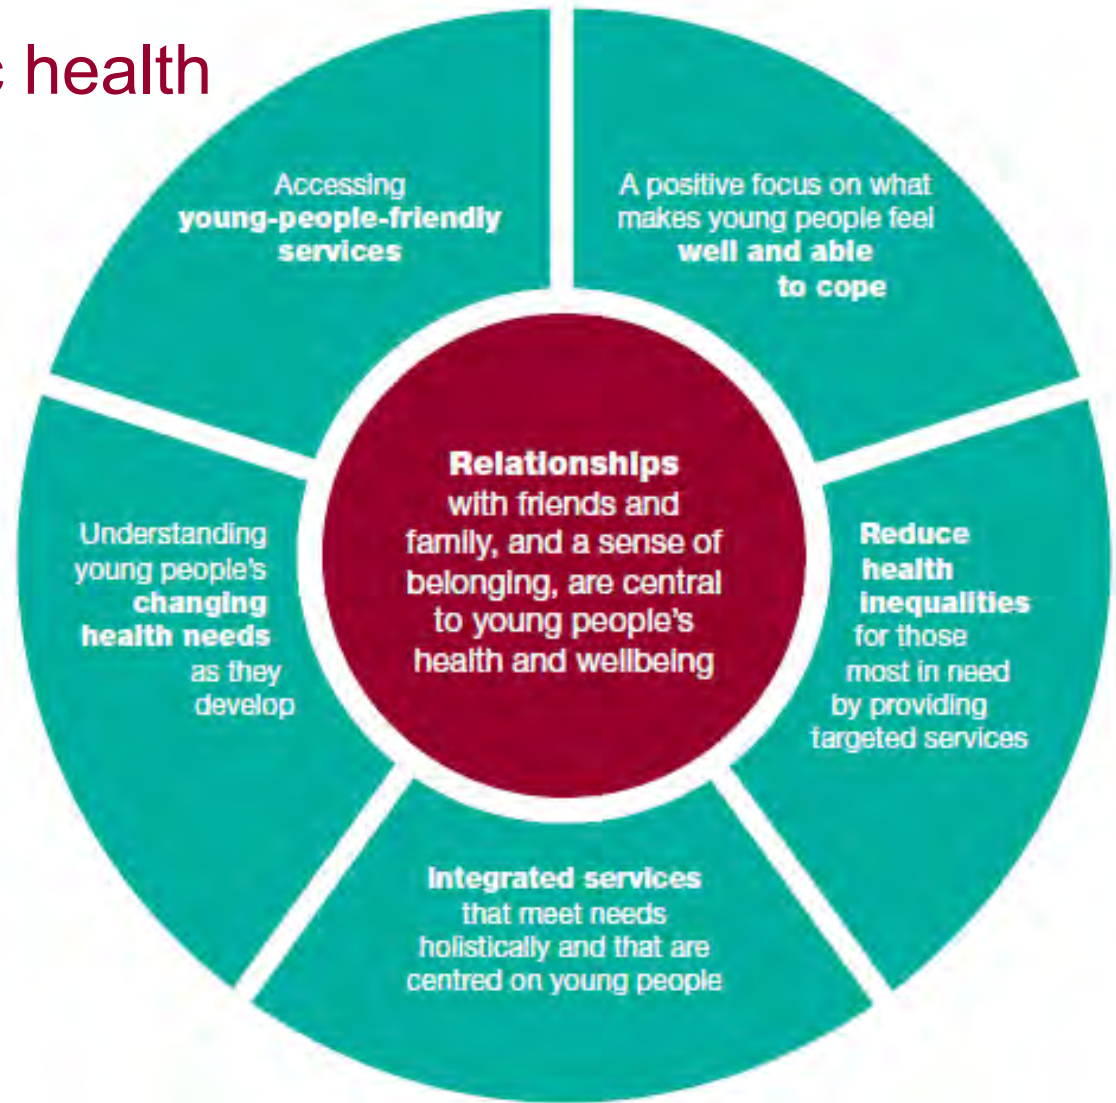 c health
Accessing
young-people-friendly
services
A positive focus on what
makes young people feel
well and able
to cope
Relationships
with friends and
family, and a sense of
belonging, are central
to young people's
health and wellbeing
Reduce
health
inequalities
for those
most in need
by providing
targeted services
Integrated services
that meet needs
holistically and that are
centred on young people
Understanding
young people's
changing
health needs
as they
develop